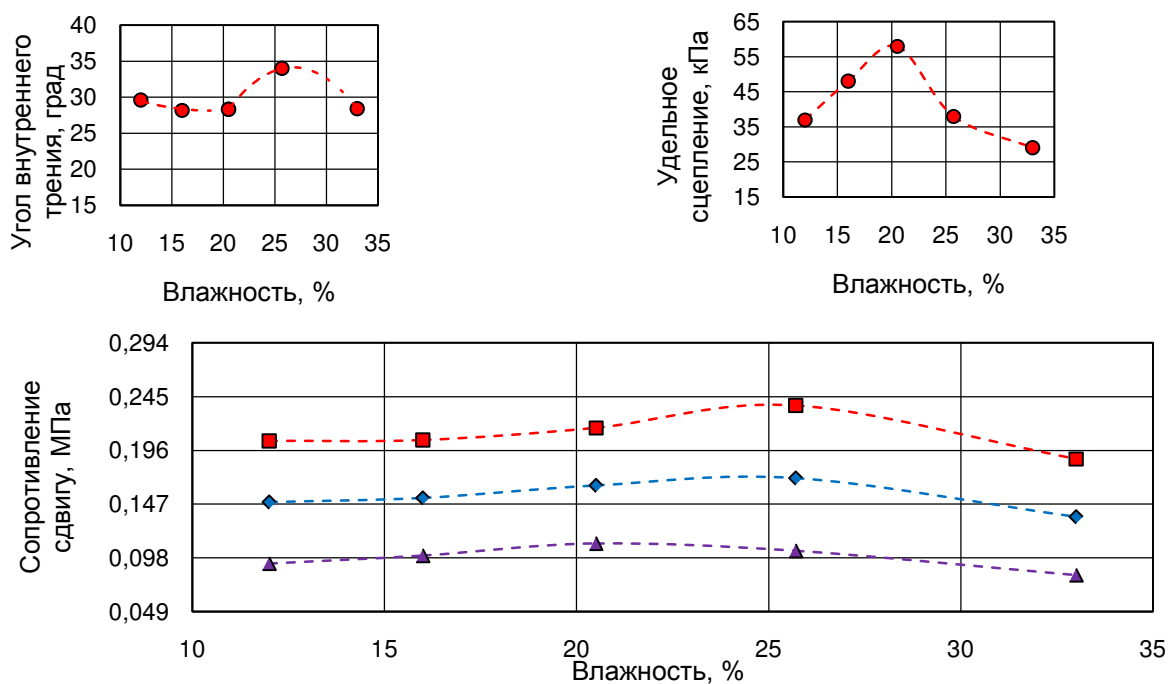 Угол внутреннего
трения, град
40
35
30
25
20
15
10 15 20 25 30 35
Влажность, %
Удельное
сцепление, кПа
65
55
45
35
25
15
10 15 20 25 30 35
Влажность, %
Сопротивление
сдвигу, МПа
0,294
0,245
0,196
0,147
0,098
0,049
10 15 20 25 30 35
Влажность, %